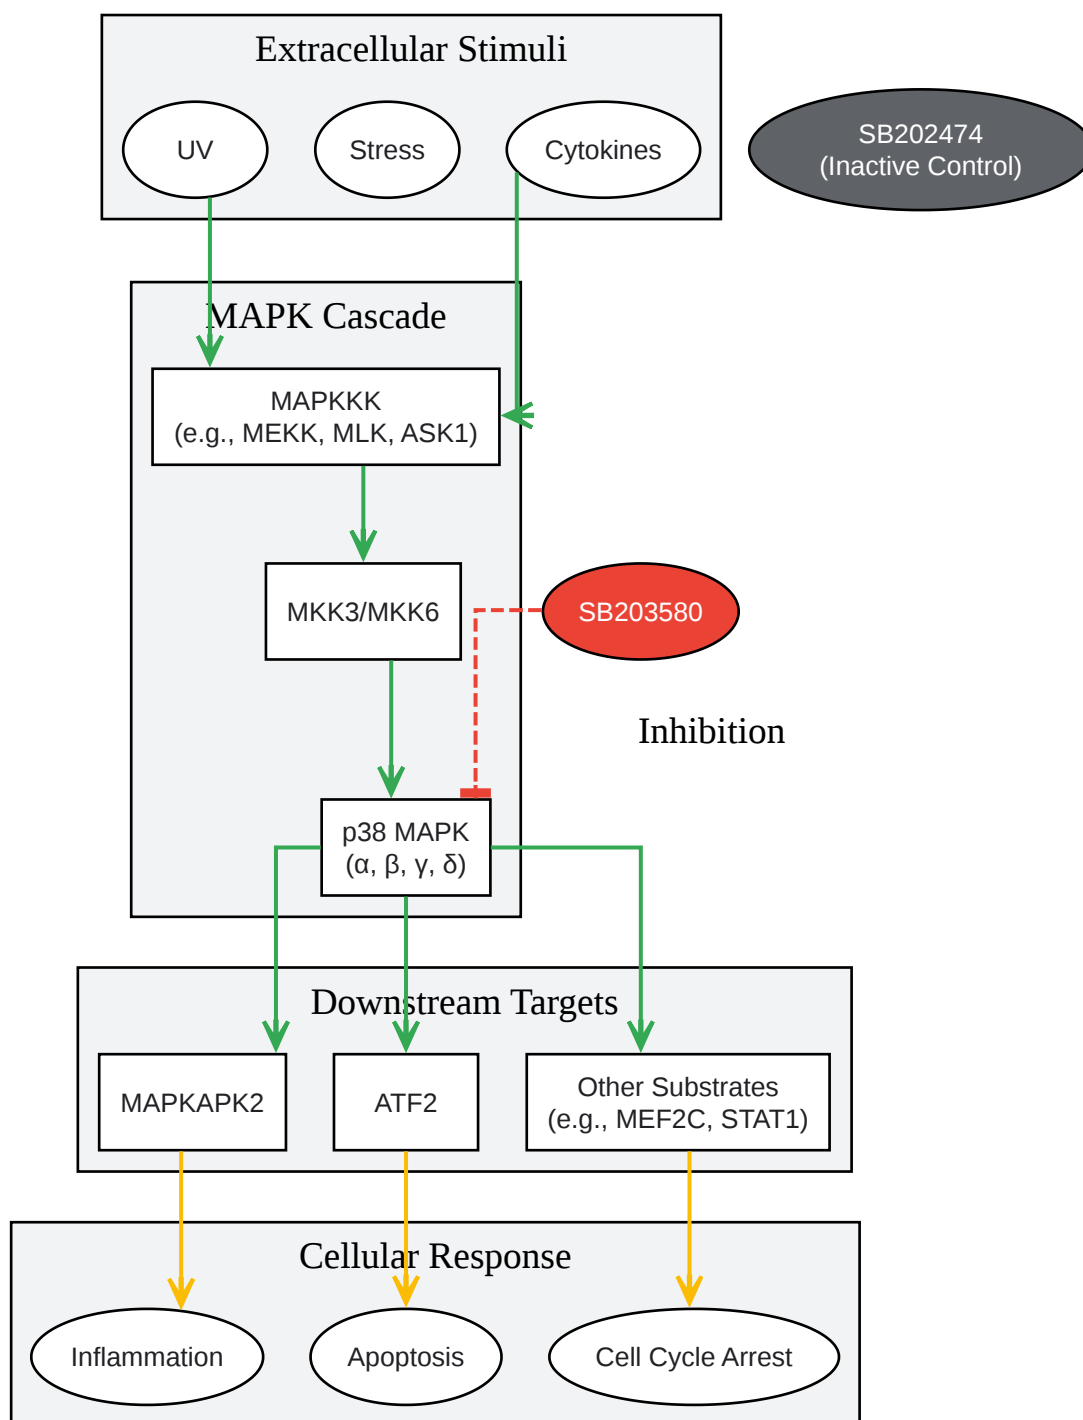 Extracellular Stimuli
UV
Stress
Cytokines
SB202474
(Inactive Control)
MAPK Cascade
MAPKKK
(e.g., MEKK, MLK, ASK1)
MKK3/MKK6
SB203580
Inhibition
p38 MAPK
(α, β, γ, δ)
Downstream Targets
MAPKAPK2
ATF2
Other Substrates
(e.g., MEF2C, STAT1)
Cellular Response
Inflammation
Apoptosis
Cell Cycle Arrest